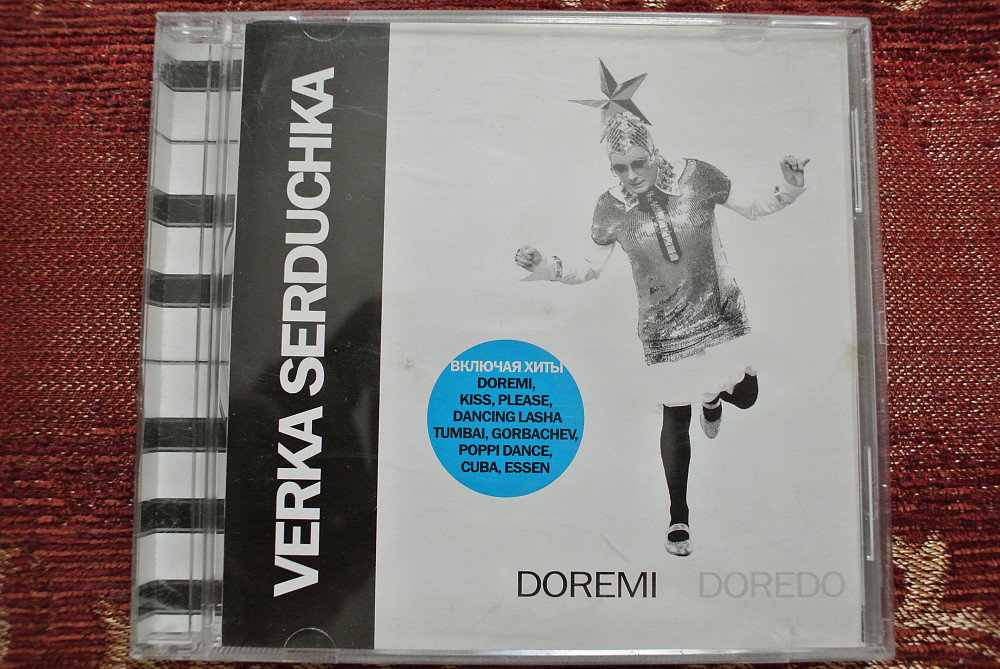 VERKA SERDUCHKA
ВКЛЮЧАЯ ХИТЫ
DOREMI,
KISS, PLEASE,
DANCING LASHA
TUMBAI, GORBACHEV,
POPPI DANCE,
CUBA, ESSEN
DOREMI DOREDO